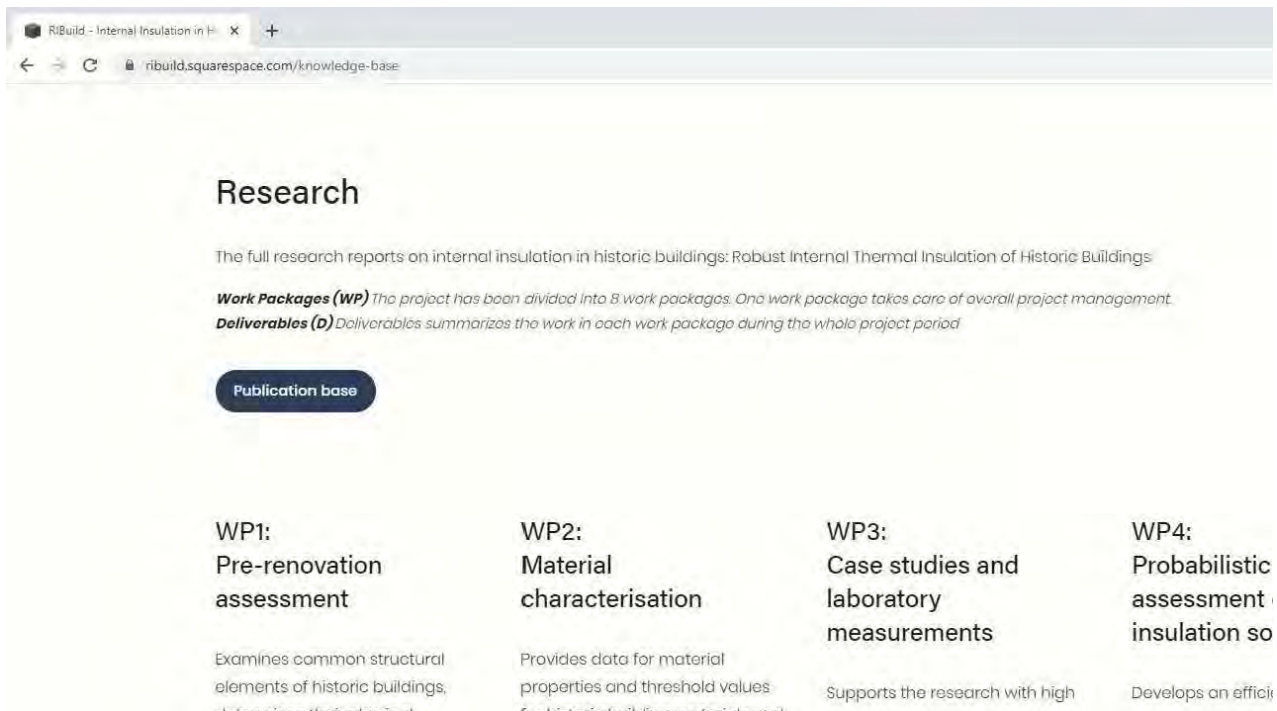 RIBuild - Internal Insulation in H
ribuild.squarespace.com/knowledge-base
Research
The full research reports on internal insulation in historic buildings: Robust Internal Thermal Insulation of Historic Buildings
Work Packages (WP) The project has been divided into 8 work packages. One work package takes care of overall project management.
Deliverables (D) Deliverables summarizes the work in each work package during the whole project period
Publication base
WP1:
Pre-renovation
assessment
Examines common structural
elements of historic buildings,
WP2:
Material
characterisation
Provides data for material
properties and threshold values
WP3:
Case studies and
laboratory
measurements
Supports the research with high
WP4:
Probabilistic
assessment
insulation so
Develops an effici